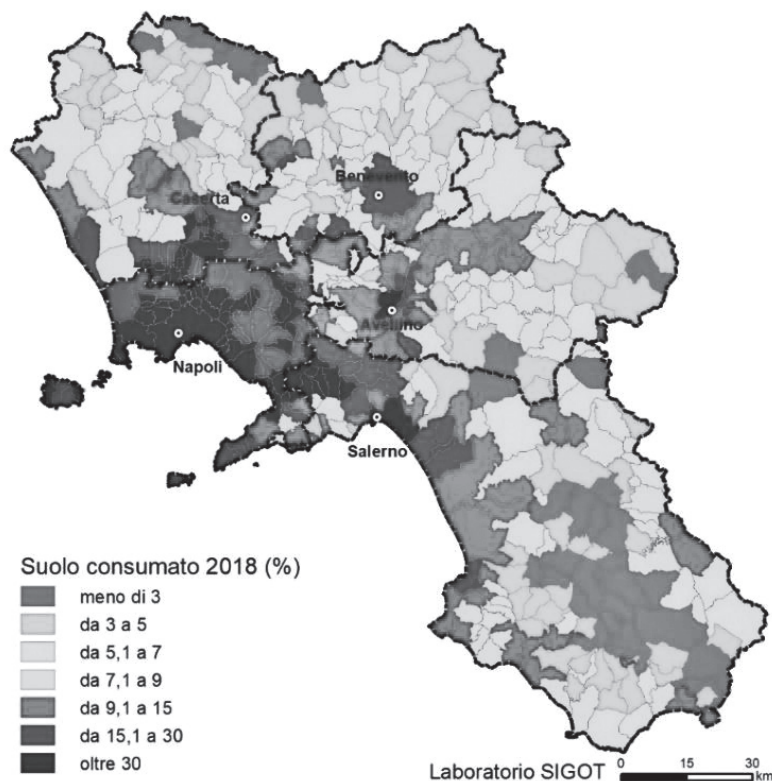 Benevento
Caserta
Avellino
Napoli
Salerno
Suolo consumato 2018 (%)
meno di 3
da 3 a 5
da 5,1 a 7
da 7,1 a 9
da 9,1 a 15
da 15,1 a 30
oltre 30
Laboratorio SIGOT
0 15 30
km